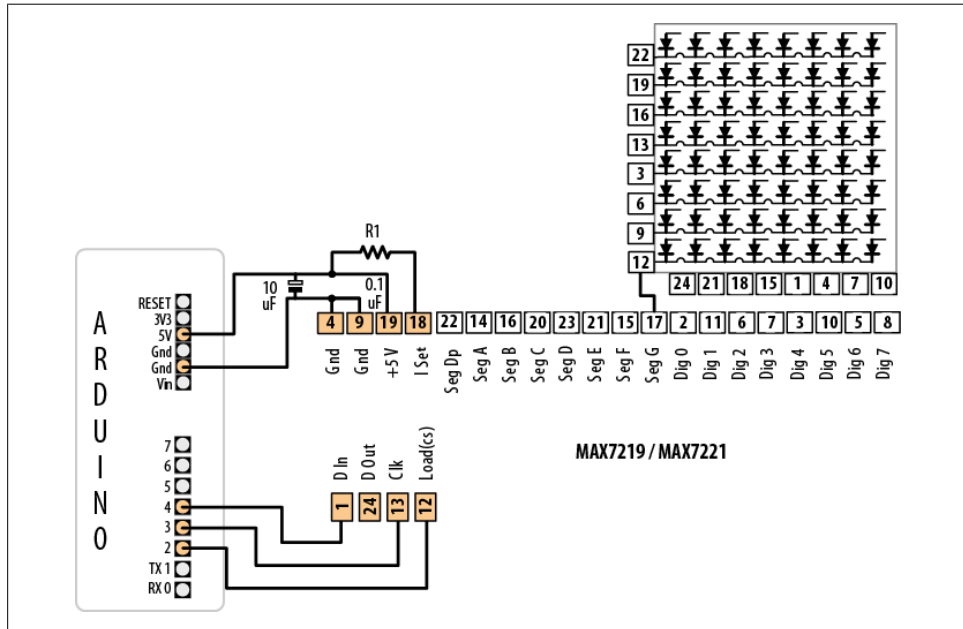 22
19
16
13
3
6
9
12
24 21 18 15 1 4 7 10
R1
10 uF
0.1 uF
ARDUINO
RESET
3V3
5V
Gnd
Gnd
Vin
7
6
5
4
3
2
TX 1
RX 0
4 9 19 18 22 14 16 20 23 21 15 17 2 11 6 7 3 10 5 8
Gnd
Gnd
+5 V
I Set
Seg Dp
Seg A
Seg B
Seg C
Seg D
Seg E
Seg F
Seg G
Dig 0
Dig 1
Dig 2
Dig 3
Dig 4
Dig 5
Dig 6
Dig 7
D In
D Out
Clk
Load(cs)
1 24 13 12
MAX7219 / MAX7221